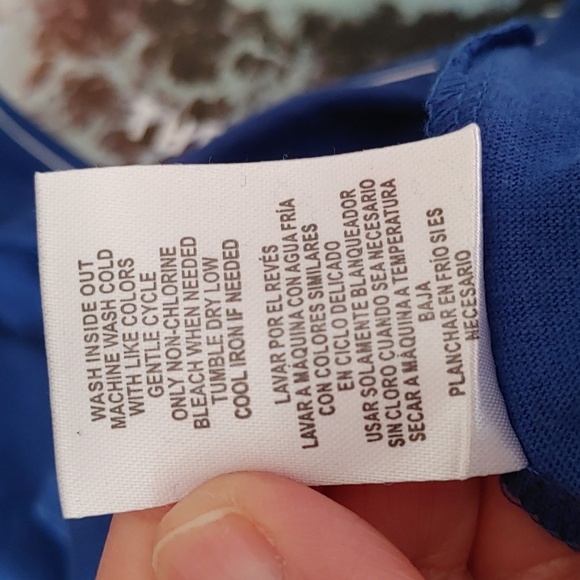 WASH INSIDE OUT
MACHINE WASH COLD
WITH LIKE COLORS
GENTLE CYCLE
ONLY NON-CHLORINE
BLEACH WHEN NEEDED
TUMBLE DRY LOW
COOL IRON IF NEEDED
LAVAR POR EL REVÉS
LAVAR A MÁQUINA CON AGUA FRÍA
CON COLORES SIMILARES
EN CICLO DELICADO
USAR SOLAMENTE BLANQUEADOR
SIN CLORO CUANDO SEA NECESARIO
SECAR A MÁQUINA A TEMPERATURA
BAJA
PLANCHAR EN FRÍO SI ES
NECESARIO